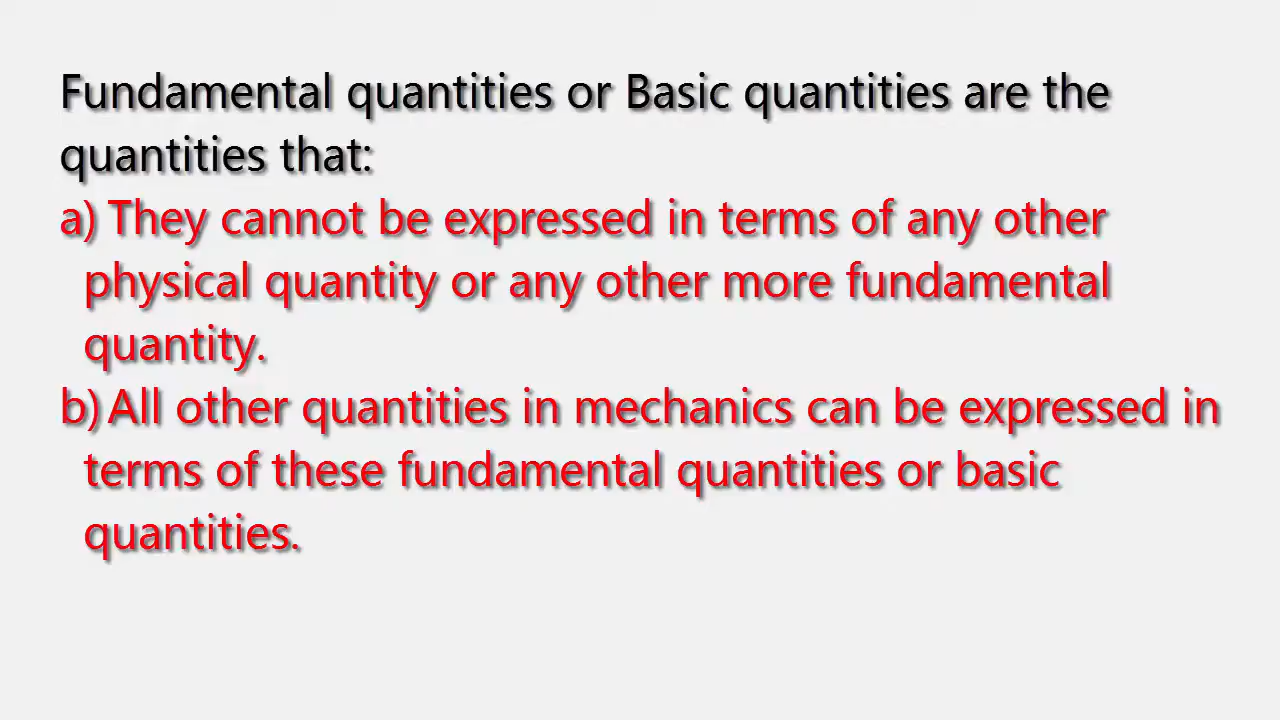 Fundamental quantities or Basic quantities are the
quantities that:
a) They cannot be expressed in terms of any other
physical quantity or any other more fundamental
quantity.
b) All other quantities in mechanics can be expressed in
terms of these fundamental quantities or basic
quantities.